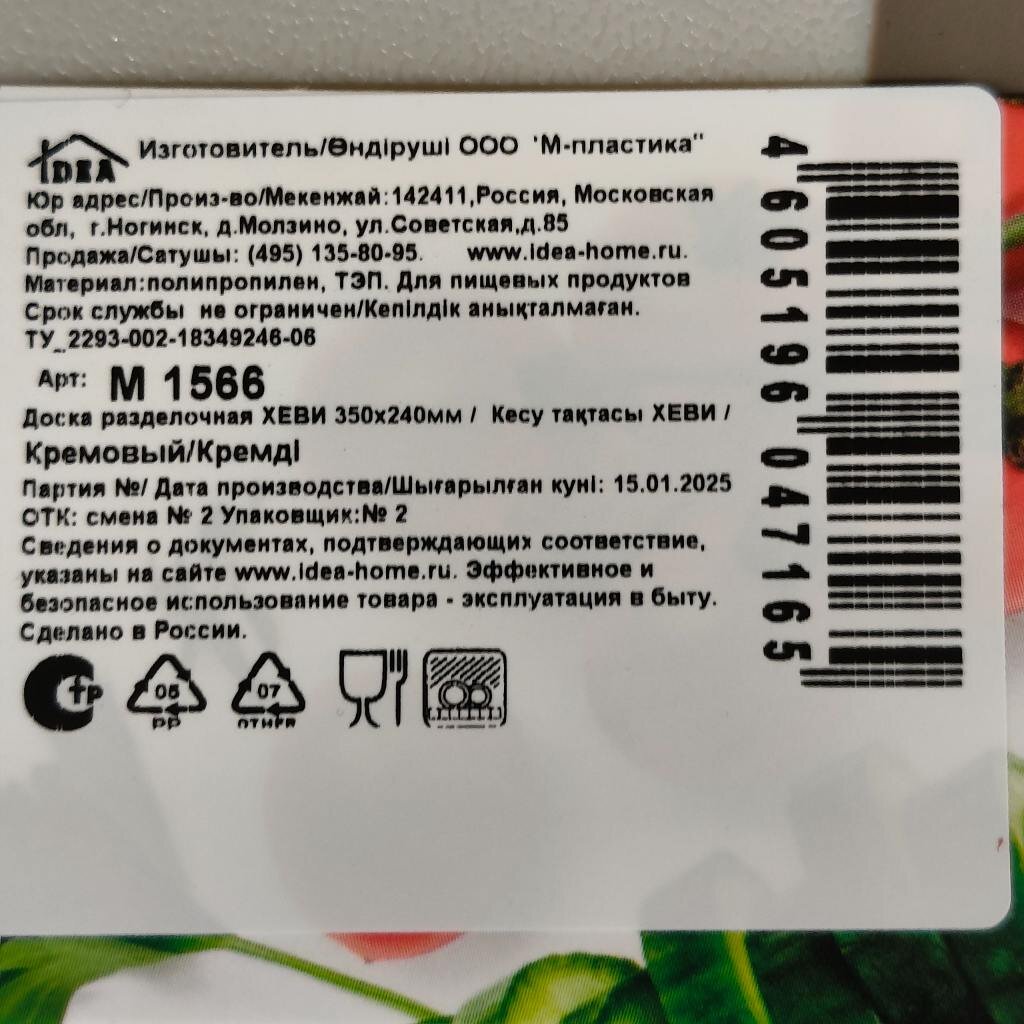 IDEA
Изготовитель/Өндіруші ООО 'М-пластика"
Юр адрес/Произ-во/Мекенжай:142411,Россия, Московская
обл, г.Ногинск, д.Молзино, ул.Советская,д.85
Продажа/Сатушы: (495) 135-80-95. www.idea-home.ru.
Материал:полипропилен, ТЭП. Для пищевых продуктов
Срок службы не ограничен/Кепілдік анықталмаған.
ТУ_2293-002-18349246-06
Арт: М 1566
Доска разделочная ХЕВИ 350х240мм / Кесу тақтасы ХЕВИ /
Кремовый/Кремді
Партия №/ Дата производства/Шығарылған күні: 15.01.2025
ОТК: смена № 2 Упаковщик:№ 2
Сведения о документах, подтверждающих соответствие,
указаны на сайте www.idea-home.ru. Эффективное и
безопасное использование товара - эксплуатация в быту.
Сделано в России.
05
PP
07
OTHER
4605196047165